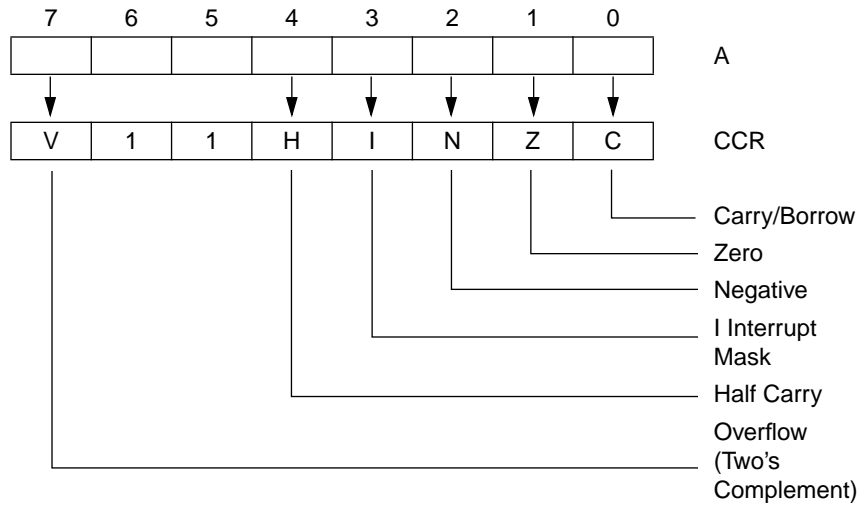 7 6 5 4 3 2 1 0
A
V 1 1 H I N Z C
CCR
Carry/Borrow
Zero
Negative
I Interrupt
Mask
Half Carry
Overflow
(Two's
Complement)